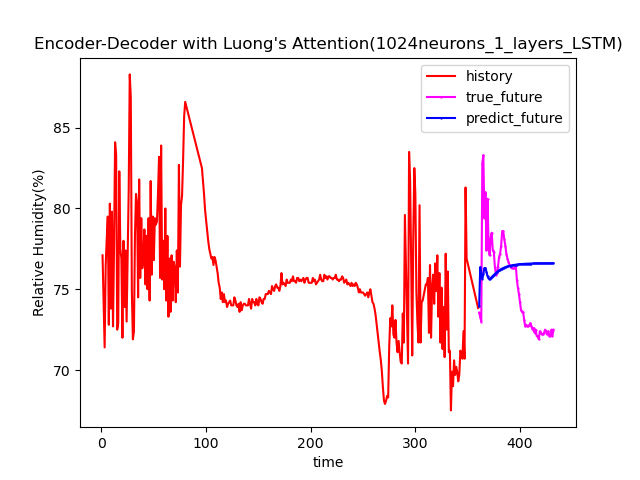 Encoder-Decoder with Luong's Attention(1024neurons_1_layers_LSTM)
history
true_future
predict_future
Relative Humidity(%)
85
80
75
70
0 100 200 300 400
time